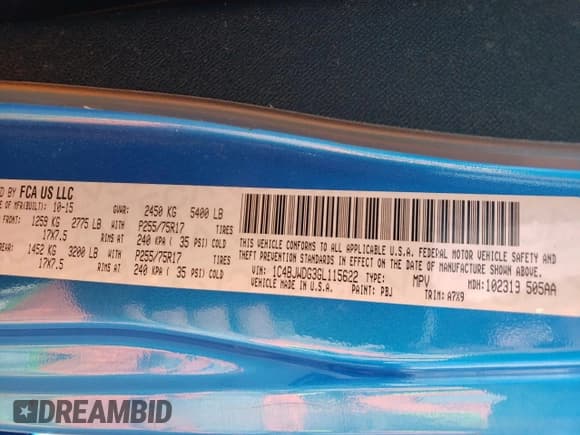 D BY FCA US LLC
E OF MFR(BUILT): 10-15 GVWR: 2450 KG 5400 LB
FRONT: 1259 KG 2775 LB P255/75R17 TIRES
17X7.5 RIMS AT 240 KPA ( 35 PSI) COLD
REAR: 1452 KG 3200 LB P255/75R17 TIRES
17X7.5 RIMS AT 240 KPA ( 35 PSI) COLD
THIS VEHICLE CONFORMS TO ALL APPLICABLE U.S.A. FEDERAL MOTOR VEHICLE SAFETY AND
THEFT PREVENTION STANDARDS IN EFFECT ON THE DATE OF MANUFACTURE SHOWN ABOVE.
VIN: 1C4BJWDG3GL115622 TYPE: MPV MDH: 102313 505AA
MADE IN U.S.A. PAINT: PBJ TRIM: A7X9
DREAMBID